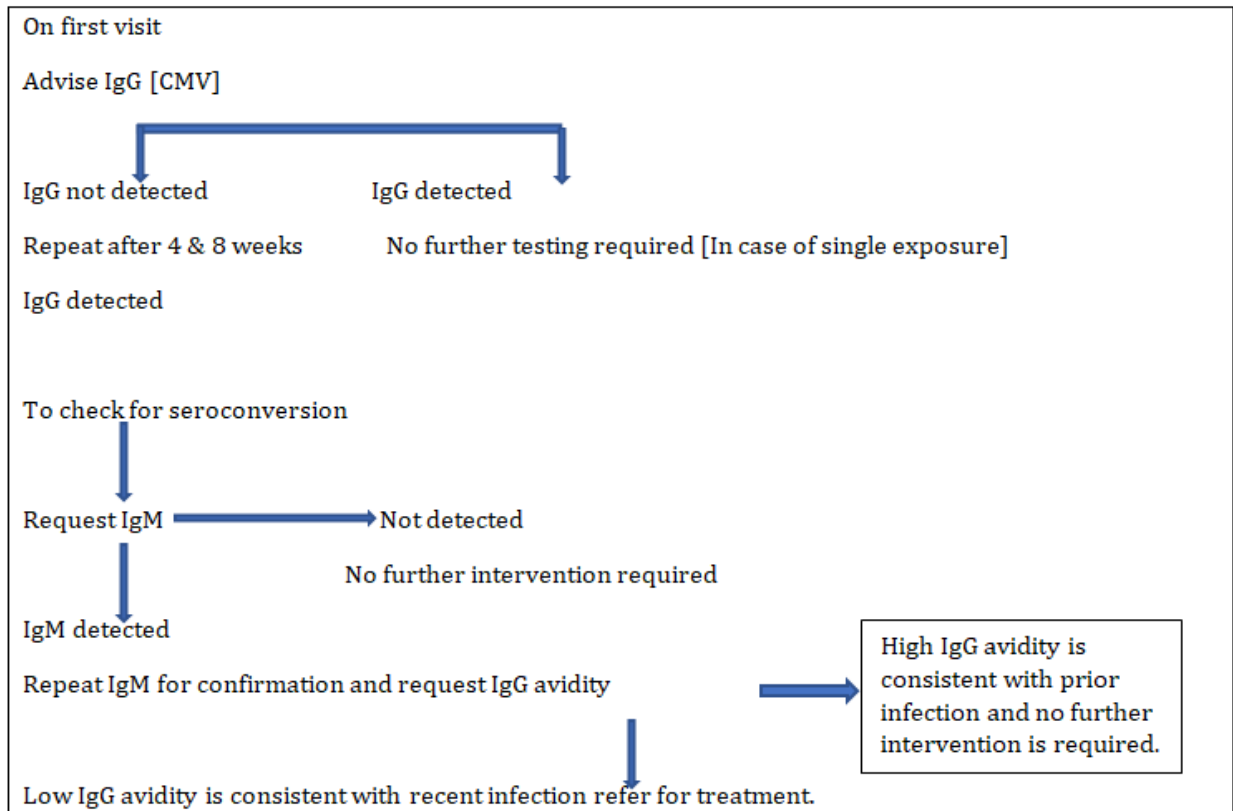 On first visit
Advise IgG [CMV]
IgG not detected
IgG detected
Repeat after 4 & 8 weeks
No further testing required [In case of single exposure]
IgG detected
To check for seroconversion
Request IgM
Not detected
No further intervention required
IgM detected
Repeat IgM for confirmation and request IgG avidity
High IgG avidity is
consistent with prior
infection and no further
intervention is required.
Low IgG avidity is consistent with recent infection refer for treatment.